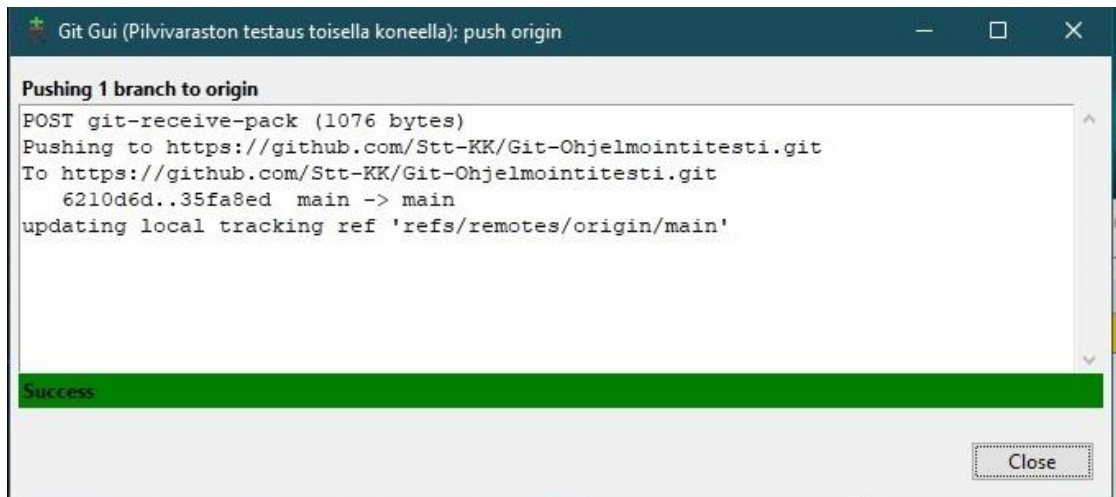 Git Gui (Pilvivaraston testaus toisella koneella): push origin
Pushing 1 branch to origin
POST git-receive-pack (1076 bytes)
Pushing to https://github.com/Stt-KK/Git-Ohjelmointitesti.git
To https://github.com/Stt-KK/Git-Ohjelmointitesti.git
   6210d6d..35fa8ed  main -> main
updating local tracking ref 'refs/remotes/origin/main'
Success
Close